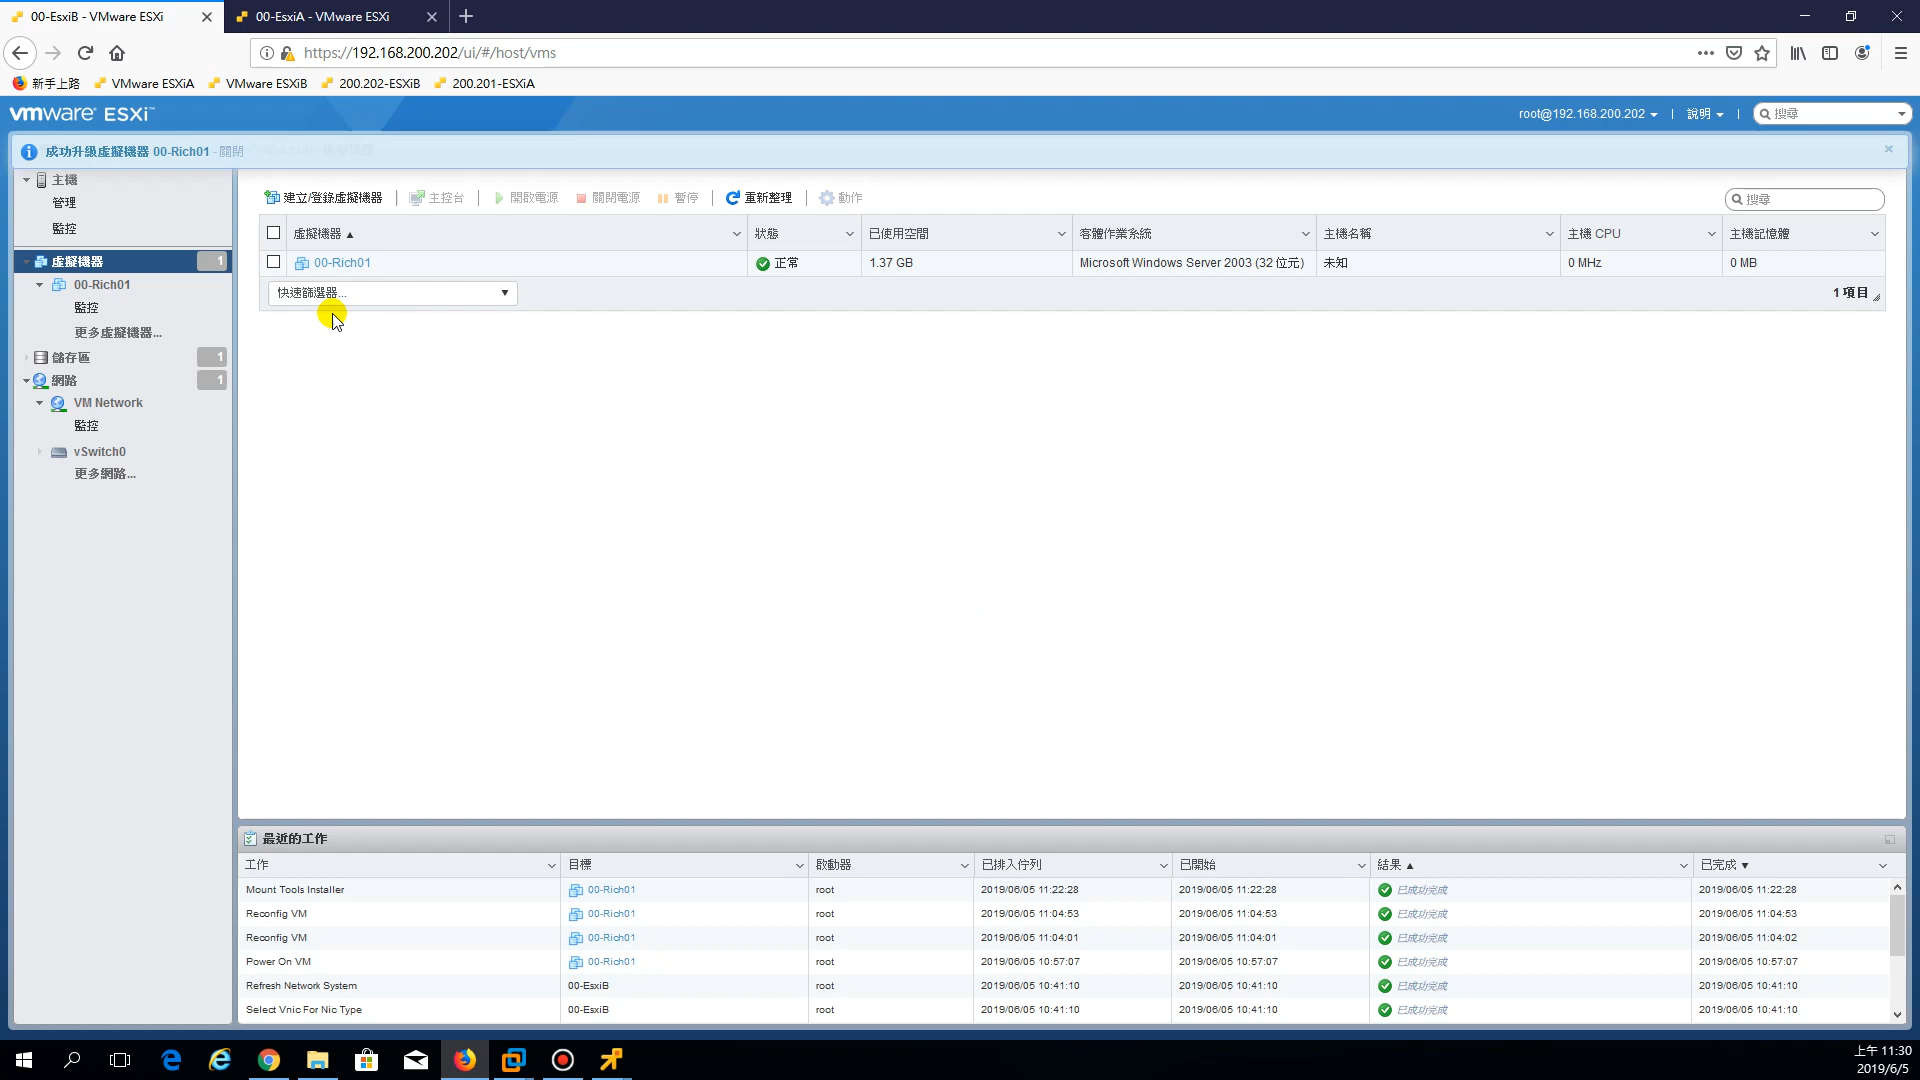 00-EsxiB - VMware ESXi
00-EsxiA - VMware ESXi
https://192.168.200.202/ui/#/host/vms
新手上路 VMware ESXiA VMware ESXiB 200.202-ESXiB 200.201-ESXiA
vmware ESXi™
root@192.168.200.202 | 說明 | 搜尋
成功升級虛擬機器 00-Rich01 - 關閉
主機
管理
監控
虛擬機器 1
00-Rich01
監控
更多虛擬機器...
儲存區 1
網路 1
VM Network
監控
vSwitch0
更多網路...
建立/登錄虛擬機器 | 主控台 | 開啟電源 關閉電源 暫停 | 重新整理 | 動作
搜尋
虛擬機器 狀態 已使用空間 客體作業系統 主機名稱 主機 CPU 主機記憶體
00-Rich01 正常 1.37 GB Microsoft Windows Server 2003 (32 位元) 未知 0 MHz 0 MB
快速篩選器... 1 項目
最近的工作
工作 目標 啟動器 已排入佇列 已開始 結果 已完成
Mount Tools Installer 00-Rich01 root 2019/06/05 11:22:28 2019/06/05 11:22:28 已成功完成 2019/06/05 11:22:28
Reconfig VM 00-Rich01 root 2019/06/05 11:04:53 2019/06/05 11:04:53 已成功完成 2019/06/05 11:04:53
Reconfig VM 00-Rich01 root 2019/06/05 11:04:01 2019/06/05 11:04:01 已成功完成 2019/06/05 11:04:02
Power On VM 00-Rich01 root 2019/06/05 10:57:07 2019/06/05 10:57:07 已成功完成 2019/06/05 10:57:07
Refresh Network System 00-EsxiB root 2019/06/05 10:41:10 2019/06/05 10:41:10 已成功完成 2019/06/05 10:41:10
Select Vnic For Nic Type 00-EsxiB root 2019/06/05 10:41:10 2019/06/05 10:41:10 已成功完成 2019/06/05 10:41:10
上午 11:30
2019/6/5